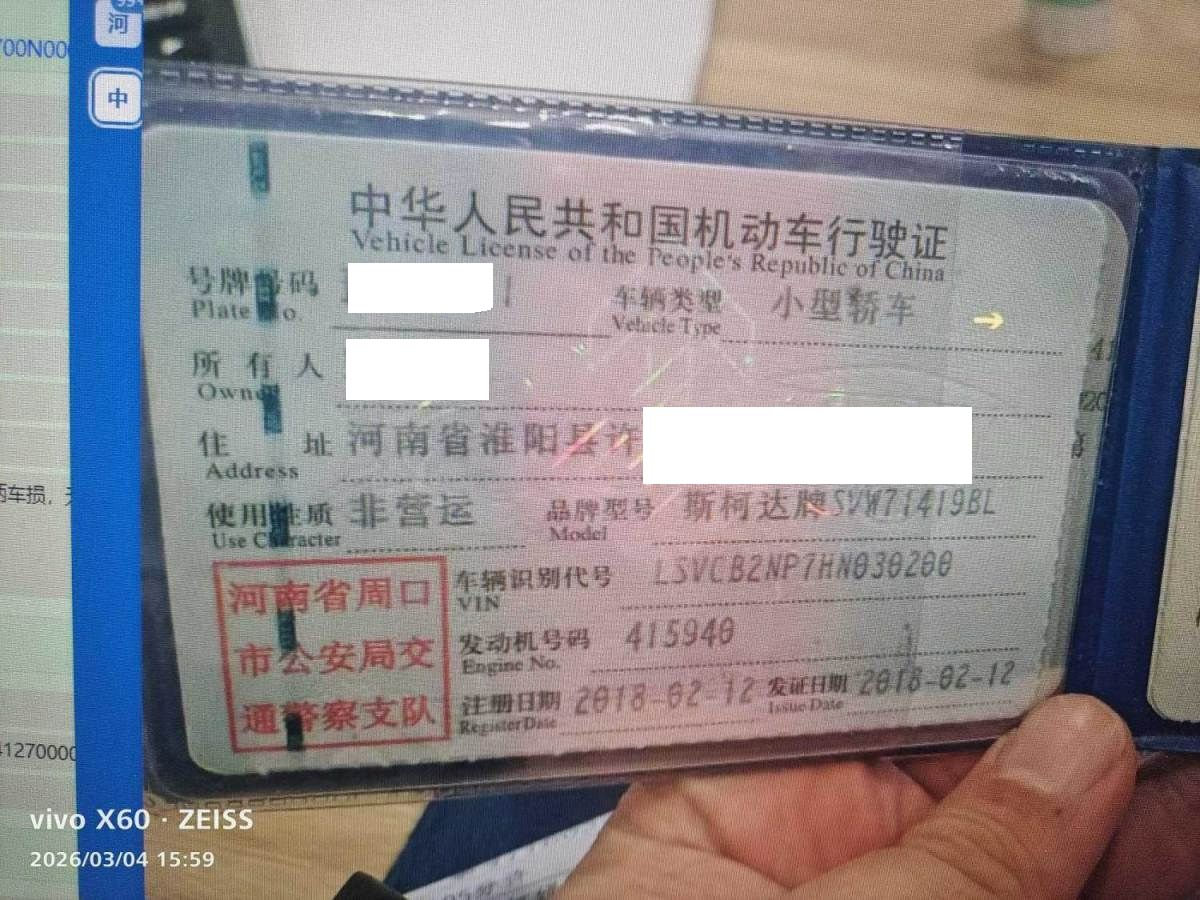 河
中
中华人民共和国机动车行驶证
Vehicle License of the People's Republic of China
号牌号码
Plate No.
车辆类型 小型轿车
Vehicle Type
所有人
Owner
住址 河南省淮阳县许
Address
使用性质 非营运
Use Character
品牌型号 斯柯达牌SVW71419BL
Model
河南省周口
市公安局交
通警察支队
车辆识别代号 LSVCB2NP7HN030200
VIN
发动机号码 415940
Engine No.
注册日期 2018-02-12
Register Date
发证日期 2018-02-12
Issue Date
车损,
41270000
vivo X60 · ZEISS
2026/03/04 15:59